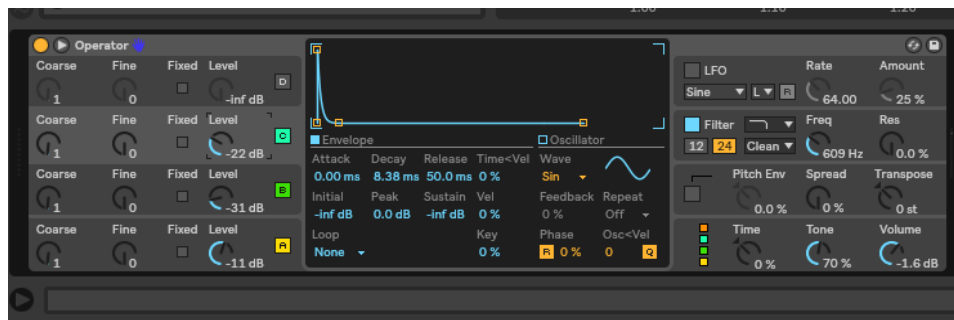 1.00 1.10 1.20
Operator
Coarse Fine Fixed Level
1 0 -inf dB D
Coarse Fine Fixed Level
1 0 -22 dB C
Coarse Fine Fixed Level
1 0 -31 dB B
Coarse Fine Fixed Level
1 0 -11 dB A
Envelope Oscillator
Attack Decay Release Time<Vel Wave
0.00 ms 8.38 ms 50.0 ms 0 % Sin
Initial Peak Sustain Vel Feedback Repeat
-inf dB 0.0 dB -inf dB 0 % 0 % Off
Loop Key Phase Osc<Vel
None 0 % R 0 % 0 Q
LFO Rate Amount
Sine L R 64.00 25 %
Filter Freq Res
12 24 Clean 609 Hz 0.0 %
Pitch Env Spread Transpose
0.0 % 0 % 0 st
Time Tone Volume
0 % 70 % -1.6 dB